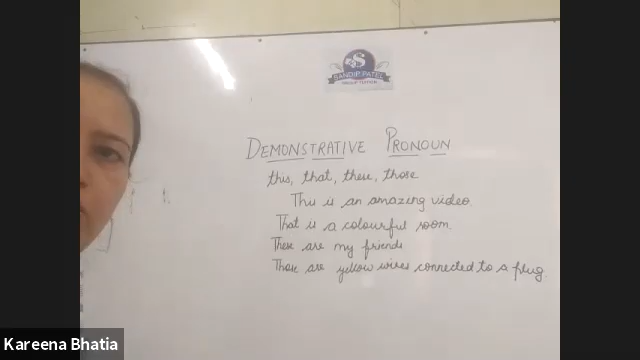 SANDIP PATEL
DEMONSTRATIVE PRONOUN
this, that, these, those
This is an amazing video.
That is a colourful room.
These are my friends
Those are yellow wires connected to a plug.
Kareena Bhatia